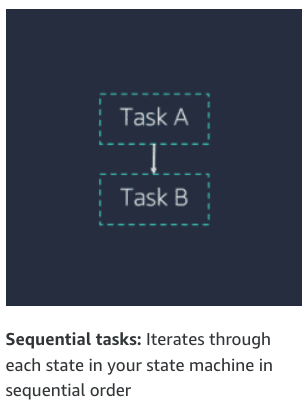 Task A
Task B
Sequential tasks: Iterates through
each state in your state machine in
sequential order